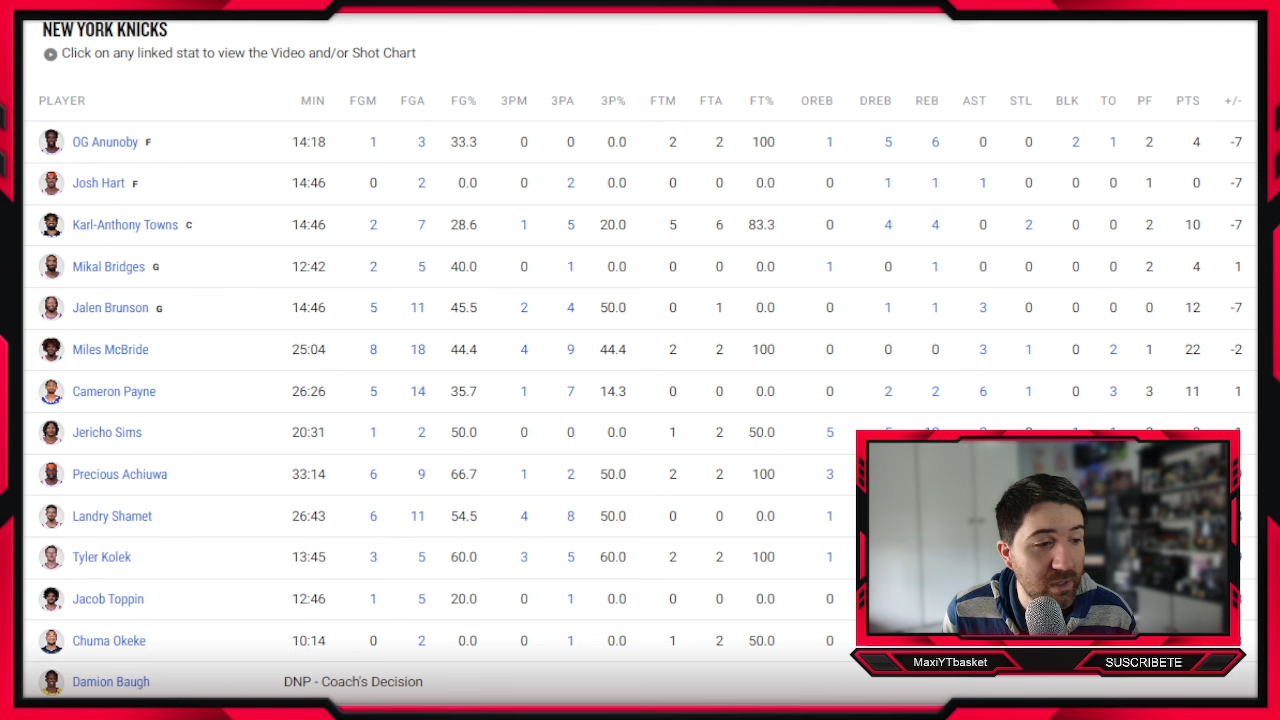 NEW YORK KNICKS
Click on any linked stat to view the Video and/or Shot Chart
PLAYER MIN FGM FGA FG% 3PM 3PA 3P% FTM FTA FT% OREB DREB REB AST STL BLK TO PF PTS +/-
OG Anunoby F 14:18 1 3 33.3 0 0 0.0 2 2 100 1 5 6 0 0 2 1 2 4 -7
Josh Hart F 14:46 0 2 0.0 0 2 0.0 0 0 0.0 0 1 1 1 0 0 0 1 0 -7
Karl-Anthony Towns C 14:46 2 7 28.6 1 5 20.0 5 6 83.3 0 4 4 0 2 0 0 2 10 -7
Mikal Bridges G 12:42 2 5 40.0 0 1 0.0 0 0 0.0 1 0 1 0 0 0 0 2 4 1
Jalen Brunson G 14:46 5 11 45.5 2 4 50.0 0 1 0.0 0 1 1 3 0 0 0 0 12 -7
Miles McBride 25:04 8 18 44.4 4 9 44.4 2 2 100 0 0 0 3 1 0 2 1 22 -2
Cameron Payne 26:26 5 14 35.7 1 7 14.3 0 0 0.0 0 2 2 6 1 0 3 3 11 1
Jericho Sims 20:31 1 2 50.0 0 0 0.0 1 2 50.0 5
Precious Achiuwa 33:14 6 9 66.7 1 2 50.0 2 2 100 3
Landry Shamet 26:43 6 11 54.5 4 8 50.0 0 0 0.0 1
Tyler Kolek 13:45 3 5 60.0 3 5 60.0 2 2 100 1
Jacob Toppin 12:46 1 5 20.0 0 1 0.0 0 0 0.0 0
Chuma Okeke 10:14 0 2 0.0 0 1 0.0 1 2 50.0 0
Damion Baugh DNP - Coach's Decision
MaxiYTbasket
SUSCRIBETE